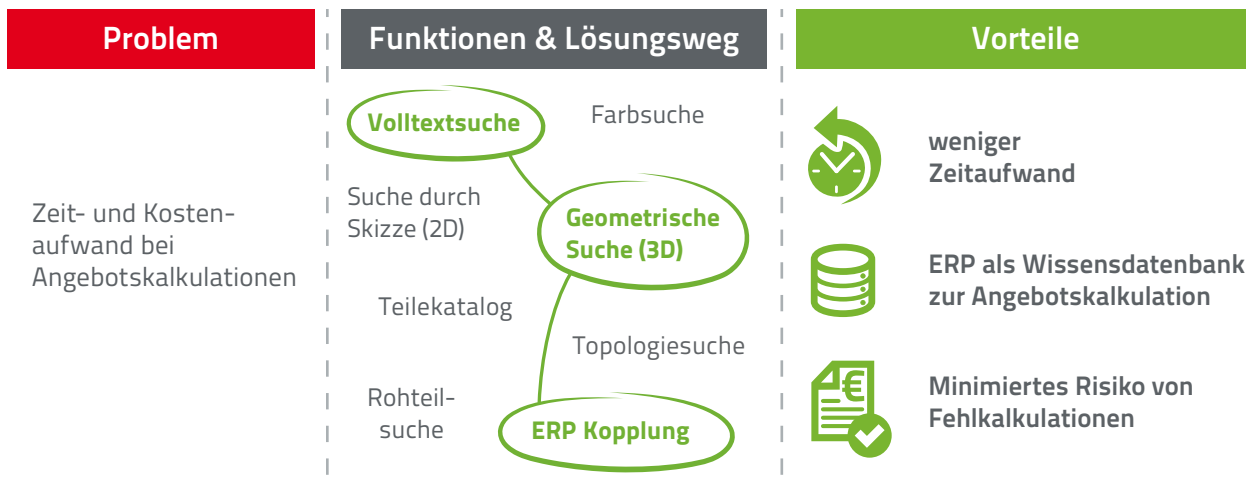 Problem
Funktionen & Lösungsweg
Vorteile
Zeit- und Kosten-
aufwand bei
Angebotskalkulationen
Volltextsuche
Farbsuche
Suche durch
Skizze (2D)
Geometrische
Suche (3D)
Teilekatalog
Topologiesuche
Rohteil-
suche
ERP Kopplung
weniger
Zeitaufwand
ERP als Wissensdatenbank
zur Angebotskalkulation
€
Minimiertes Risiko von
Fehlkalkulationen